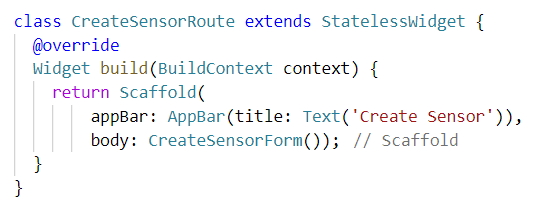 class CreateSensorRoute extends StatelessWidget {
@override
Widget build(BuildContext context) {
return Scaffold(
appBar: AppBar(title: Text('Create Sensor')),
body: CreateSensorForm()); // Scaffold
}
}